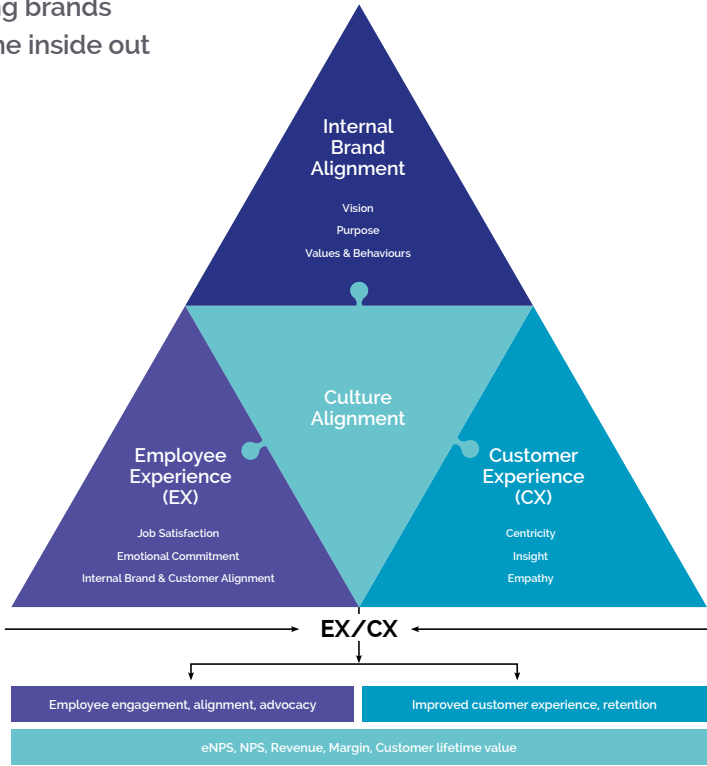 brands
inside out
Internal
Brand
Alignment
Vision
Purpose
Values & Behaviours
Culture
Alignment
Employee
Experience
(EX)
Job Satisfaction
Emotional Commitment
Internal Brand & Customer Alignment
Customer
Experience
(CX)
Centricity
Insight
Empathy
EX/CX
Employee engagement, alignment, advocacy
Improved customer experience, retention
eNPS, NPS, Revenue, Margin, Customer lifetime value